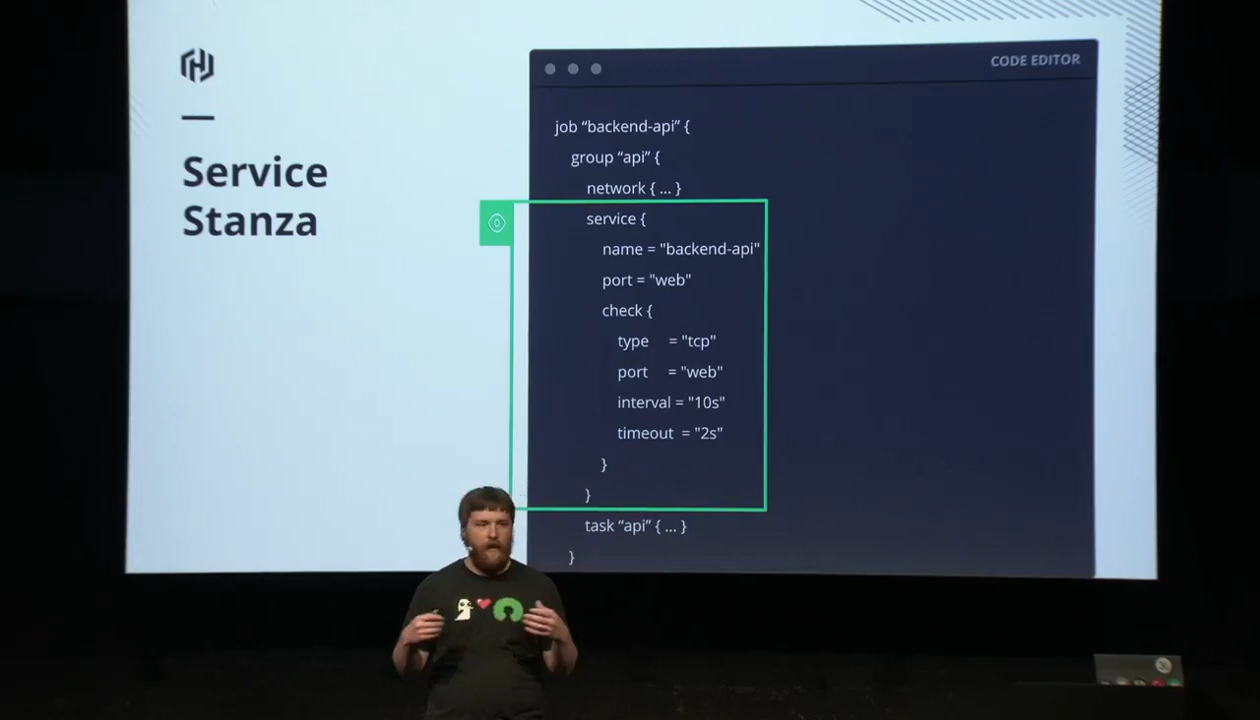 Service
Stanza
CODE EDITOR
job “backend-api” {
group “api” {
network { ... }
service {
name = "backend-api"
port = "web"
check {
type = "tcp"
port = "web"
interval = "10s"
timeout = "2s"
}
}
task “api” { ... }
}